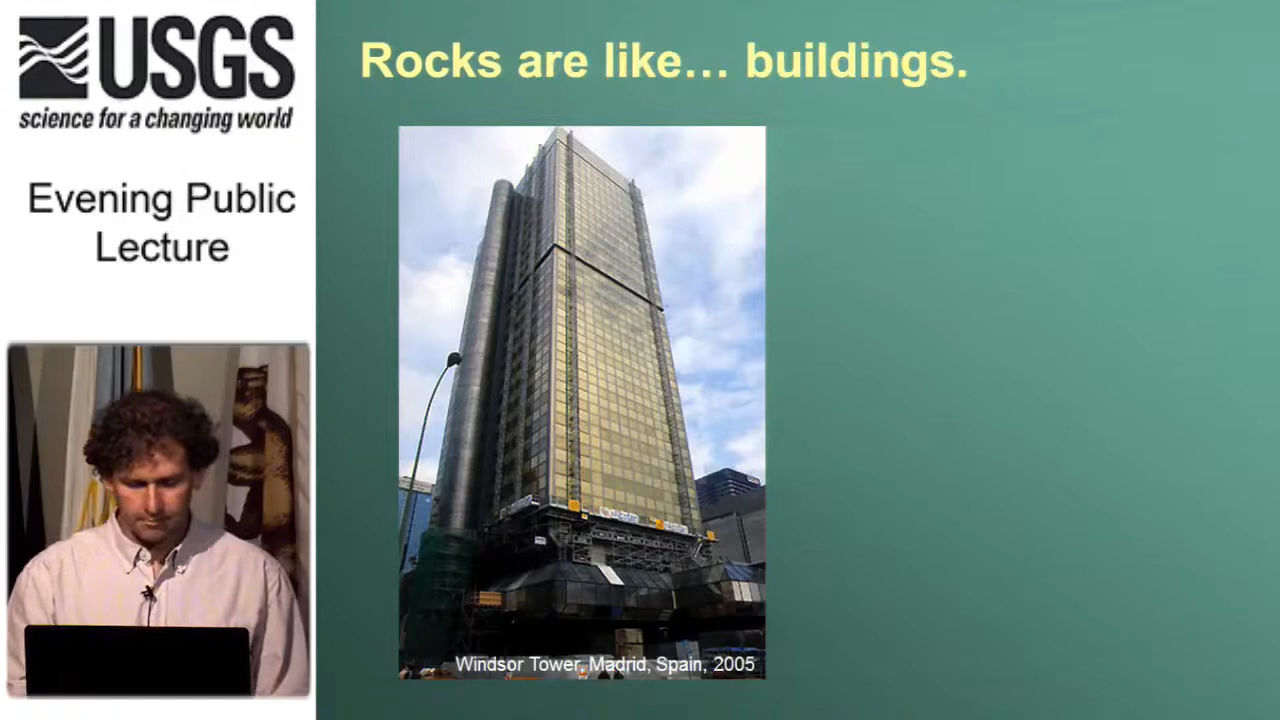 USGS
science for a changing world
Evening Public
Lecture
Rocks are like… buildings.
Windsor Tower, Madrid, Spain, 2005